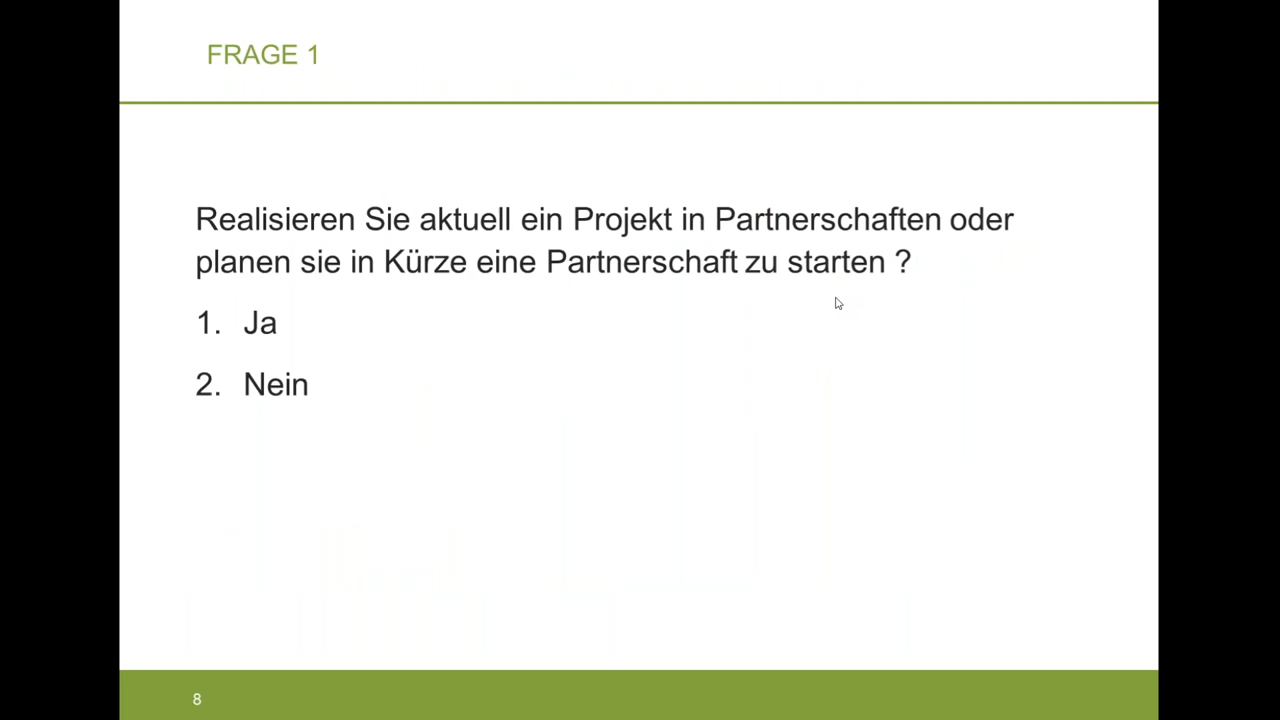 FRAGE 1
Realisieren Sie aktuell ein Projekt in Partnerschaften oder
planen sie in Kürze eine Partnerschaft zu starten ?
1. Ja
2. Nein
8